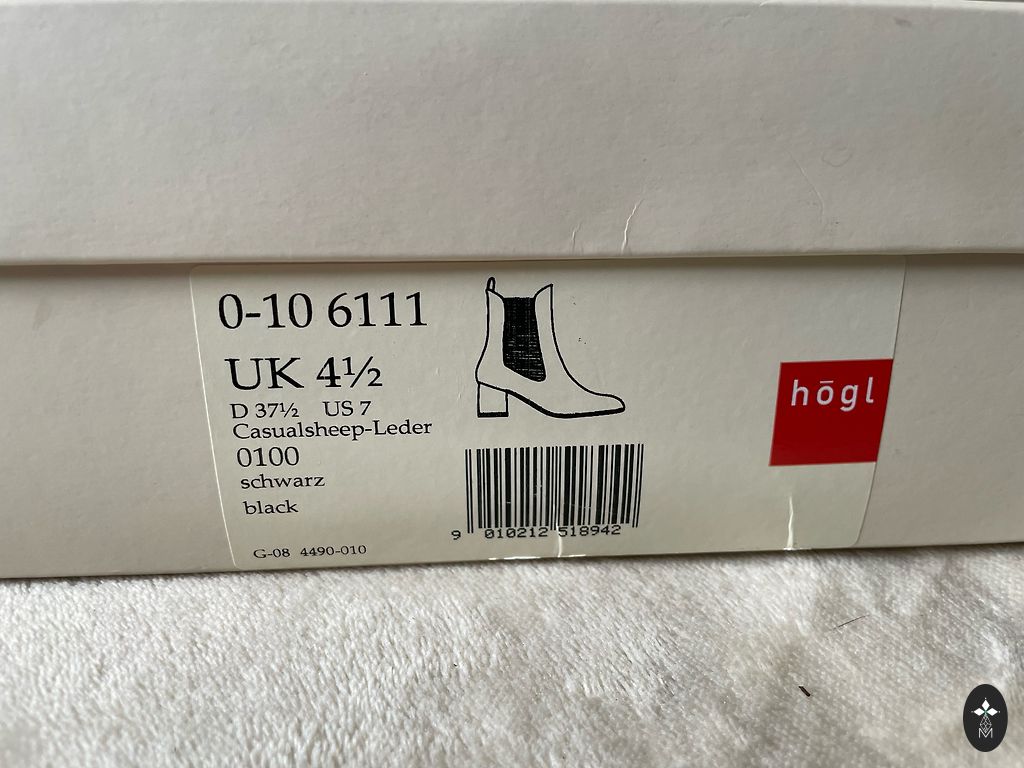 0-10 6111
UK 4½
D 37½ US 7
Casualsheep-Leder
0100
schwarz
black
G-08 4490-010
9 010212 518942
högl
M